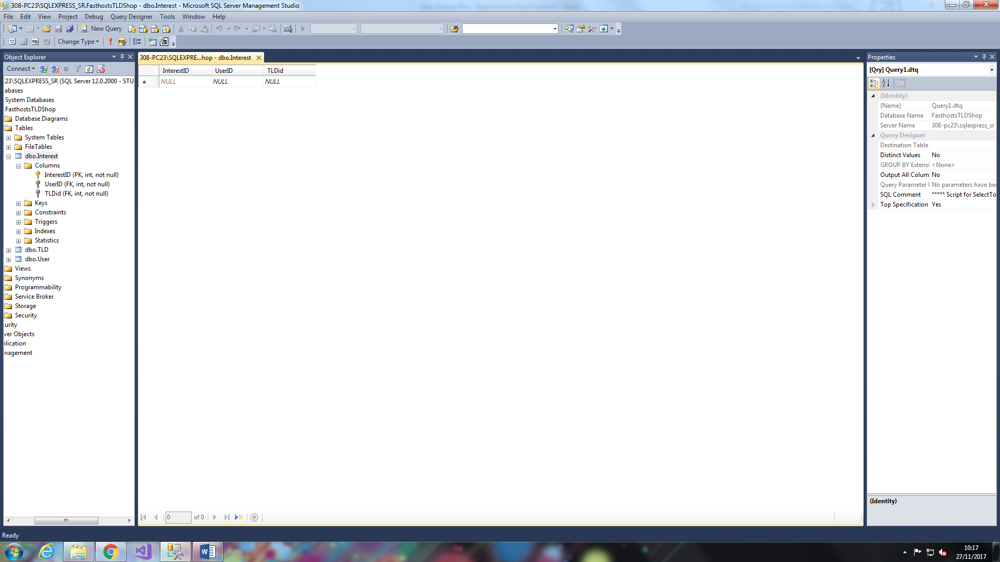 308-PC23\SQLEXPRESS_SR.FasthostsTLDShop - dbo.Interest - Microsoft SQL Server Management Studio
File Edit View Project Debug Query Designer Tools Window Help
New Query
Change Type
Object Explorer
Connect
:23\SQLEXPRESS_SR (SQL Server 12.0.2000 - STU
abases
System Databases
FasthostsTLDShop
Database Diagrams
Tables
System Tables
FileTables
dbo.Interest
Columns
InterestID (PK, int, not null)
UserID (FK, int, not null)
TLDid (FK, int, not null)
Keys
Constraints
Triggers
Indexes
Statistics
dbo.TLD
dbo.User
Views
Synonyms
Programmability
Service Broker
Storage
Security
urity
ver Objects
lication
nagement
308-PC23\SQLEXPRE...hop - dbo.Interest
InterestID UserID TLDid
NULL NULL NULL
0 of 0
Properties
[Qry] Query1.dtq
(Identity)
(Name) Query1.dtq
Database Name FasthostsTLDShop
Server Name 308-pc23\sqlexpress_sr
Query Designer
Destination Table
Distinct Values No
GROUP BY Extensi <None>
Output All Colum No
Query Parameter No parameters have bee
SQL Comment ***** Script for SelectTo
Top Specification Yes
(Identity)
Ready
10:17
27/11/2017